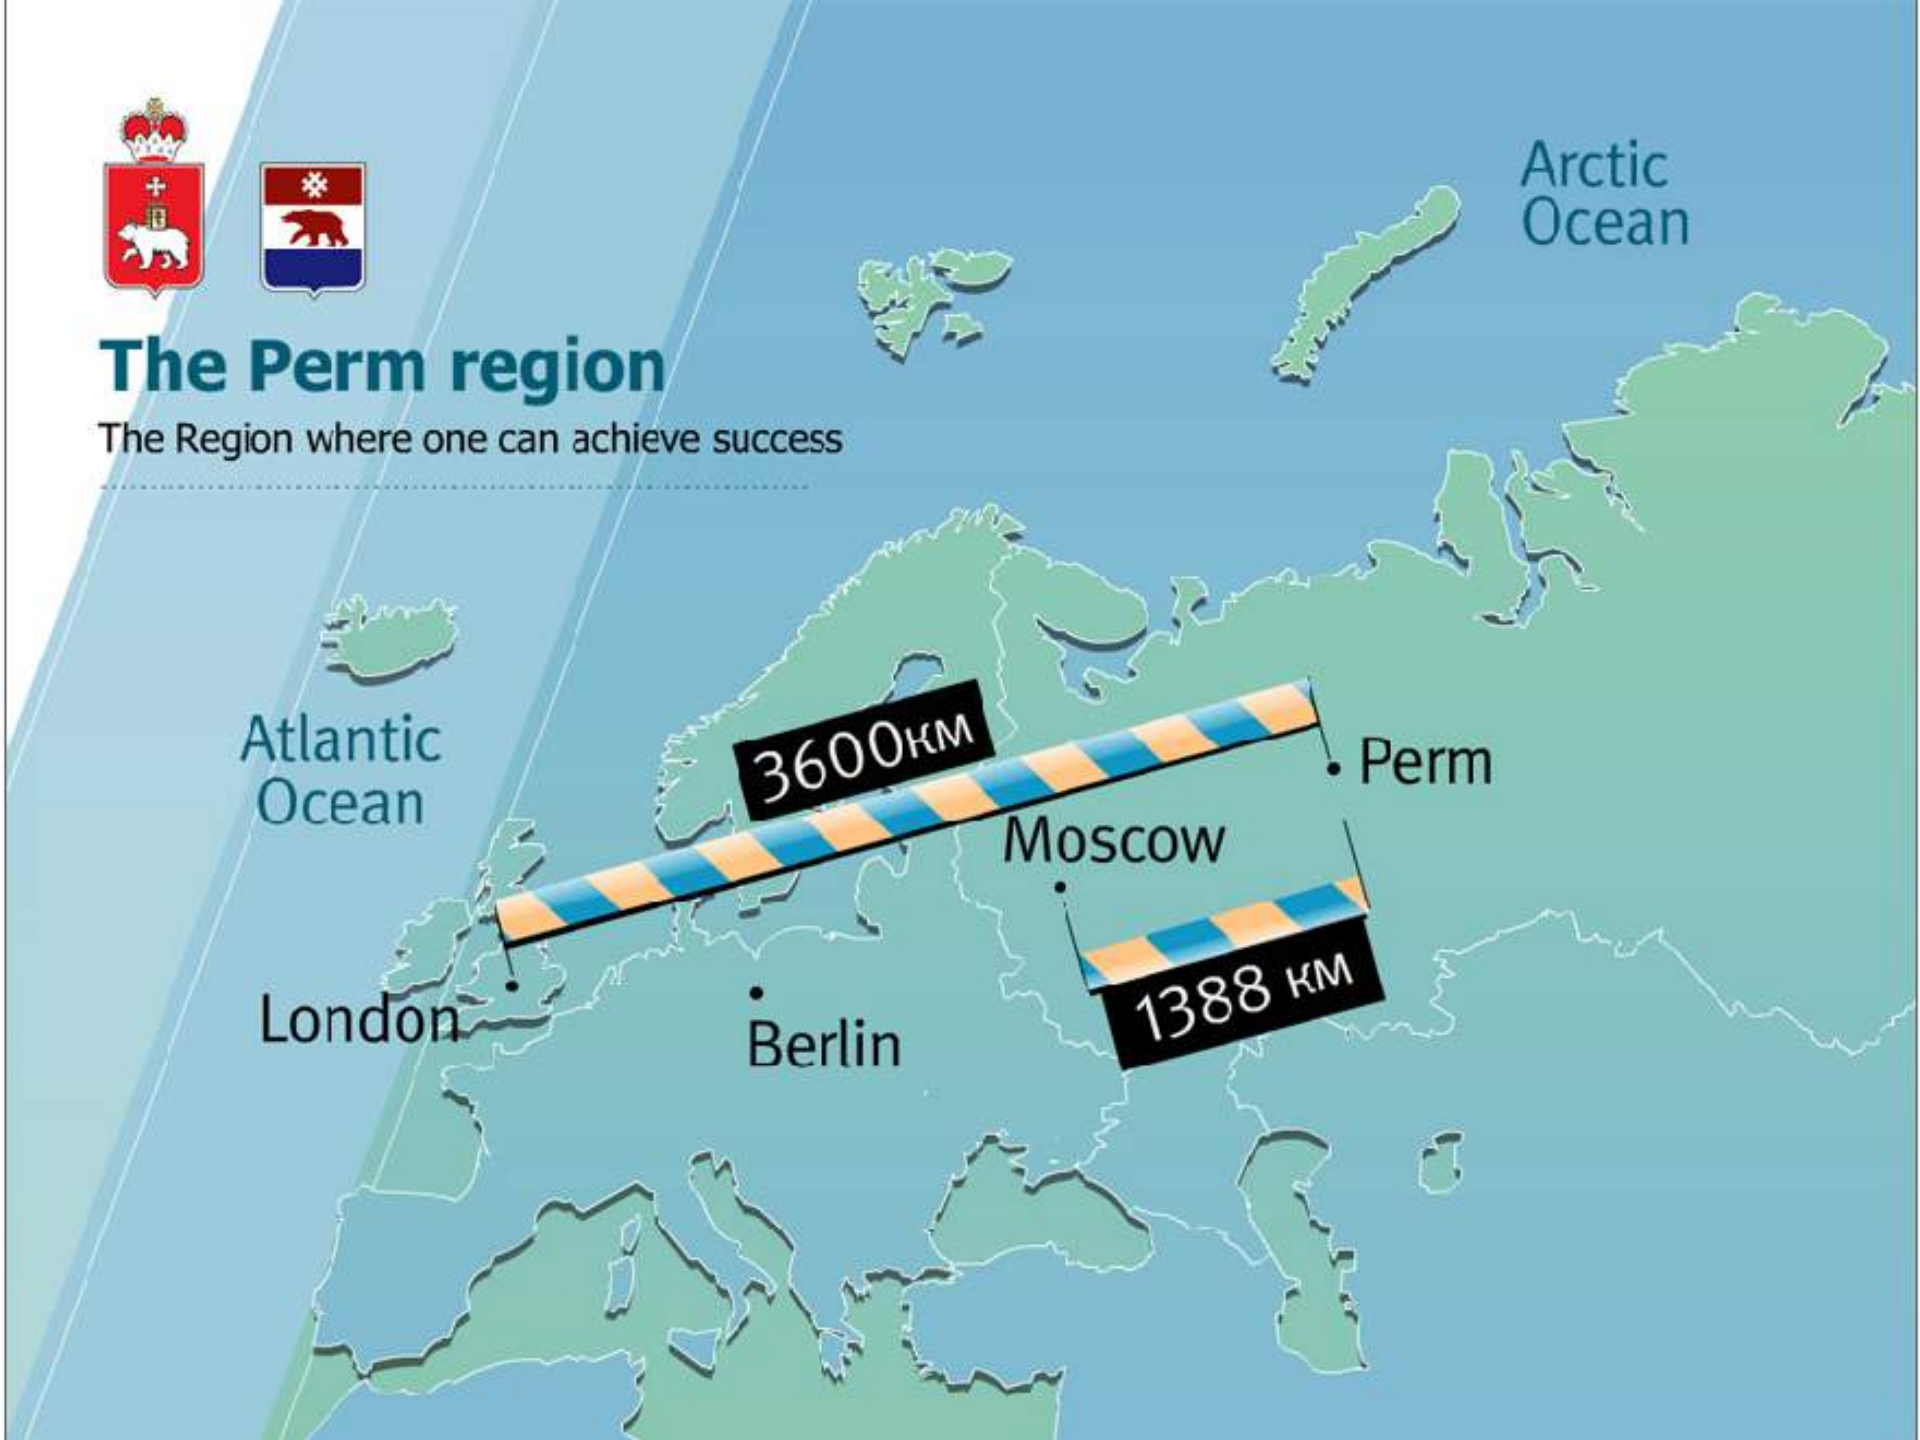 The Perm region
The Region where one can achieve success
Arctic
Ocean
Atlantic
Ocean
3600км
Perm
Moscow
1388 км
London
Berlin